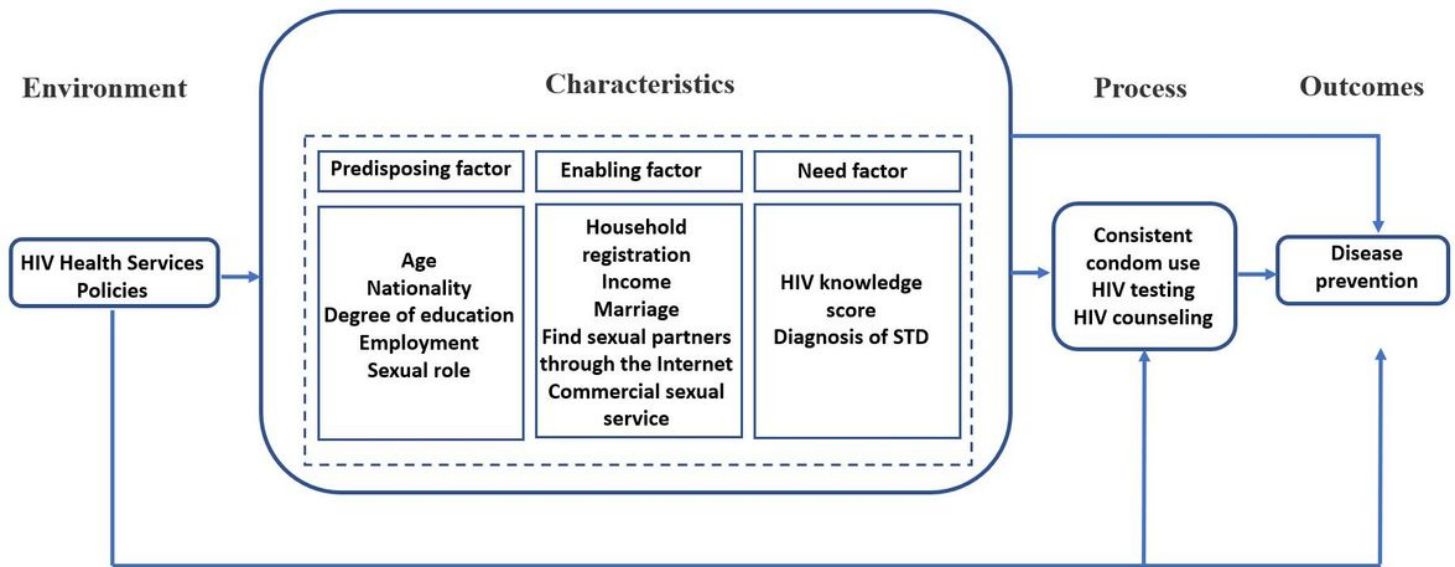 Environment
Characteristics
Process
Outcomes
HIV Health Services
Policies
Predisposing factor
Age
Nationality
Degree of education
Employment
Sexual role
Enabling factor
Household
registration
Income
Marriage
Find sexual partners
through the Internet
Commercial sexual
service
Need factor
HIV knowledge
score
Diagnosis of STD
Consistent
condom use
HIV testing
HIV counseling
Disease
prevention